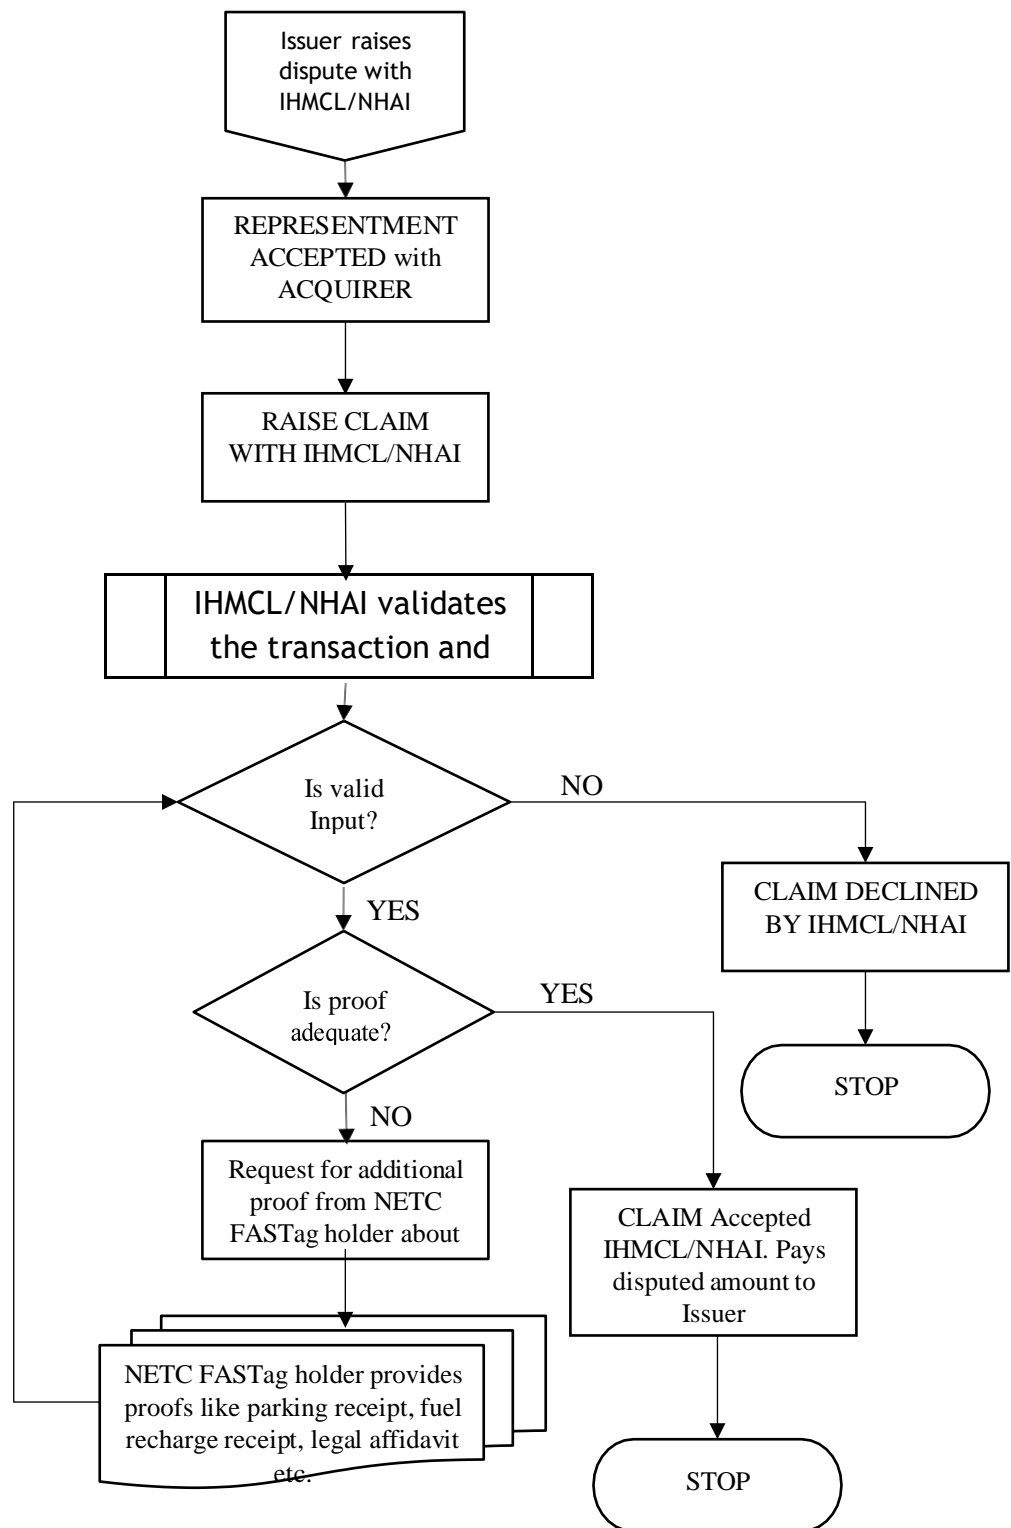 Issuer raises
dispute with
IHMCL/NHAI
REPRESENTMENT
ACCEPTED with
ACQUIRER
RAISE CLAIM
WITH IHMCL/NHAI
IHMCL/NHAI validates
the transaction and
Is valid
Input?
NO
YES
CLAIM DECLINED
BY IHMCL/NHAI
Is proof
adequate?
YES
STOP
NO
Request for additional
proof from NETC
FASTag holder about
CLAIM Accepted
IHMCL/NHAI. Pays
disputed amount to
Issuer
NETC FASTag holder provides
proofs like parking receipt, fuel
recharge receipt, legal affidavit
etc.
STOP